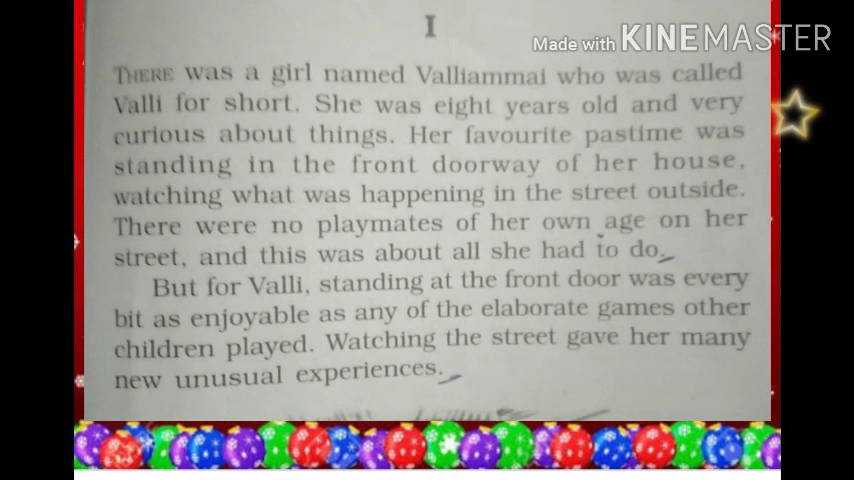 I
Made with KINEMASTER
THERE was a girl named Valliammai who was called
Valli for short. She was eight years old and very
curious about things. Her favourite pastime was
standing in the front doorway of her house,
watching what was happening in the street outside.
There were no playmates of her own age on her
street, and this was about all she had to do.
But for Valli, standing at the front door was every
bit as enjoyable as any of the elaborate games other
children played. Watching the street gave her many
new unusual experiences.